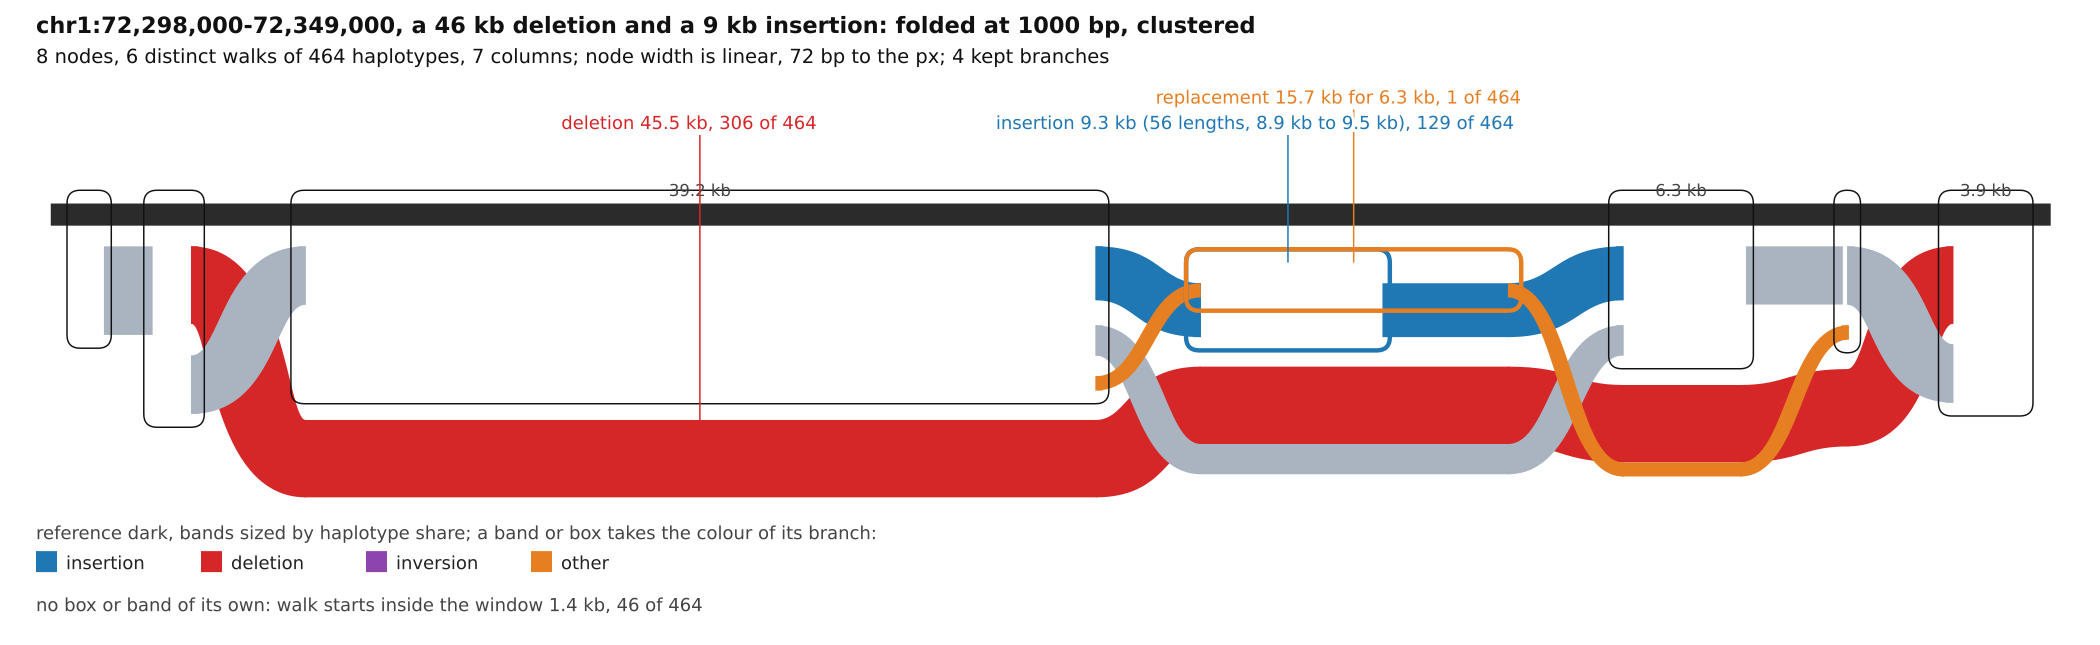 chr1:72,298,000-72,349,000, a 46 kb deletion and a 9 kb insertion: folded at 1000 bp, clustered
8 nodes, 6 distinct walks of 464 haplotypes, 7 columns; node width is linear, 72 bp to the px; 4 kept branches
replacement 15.7 kb for 6.3 kb, 1 of 464
deletion 45.5 kb, 306 of 464
insertion 9.3 kb (56 lengths, 8.9 kb to 9.5 kb), 129 of 464
39.2 kb
6.3 kb
3.9 kb
reference dark, bands sized by haplotype share; a band or box takes the colour of its branch:
insertion
deletion
inversion
other
no box or band of its own: walk starts inside the window 1.4 kb, 46 of 464